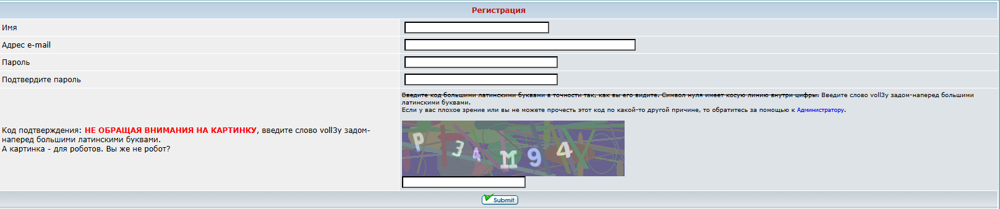 Регистрация
Имя
Адрес e-mail
Пароль
Подтвердите пароль
Код подтверждения: НЕ ОБРАЩАЯ ВНИМАНИЯ НА КАРТИНКУ, введите слово voll3y задом-
наперед большими латинскими буквами.
А картинка - для роботов. Вы же не робот?
Введите код большими латинскими буквами в точности так, как вы его видите. Символ нуля имеет косую линию внутри цифры. Введите слово voll3y задом-наперед большими
латинскими буквами.
Если у вас плохое зрение или вы не можете прочесть этот код по какой-то другой причине, то обратитесь за помощью к Администратору.
P34M94
Submit